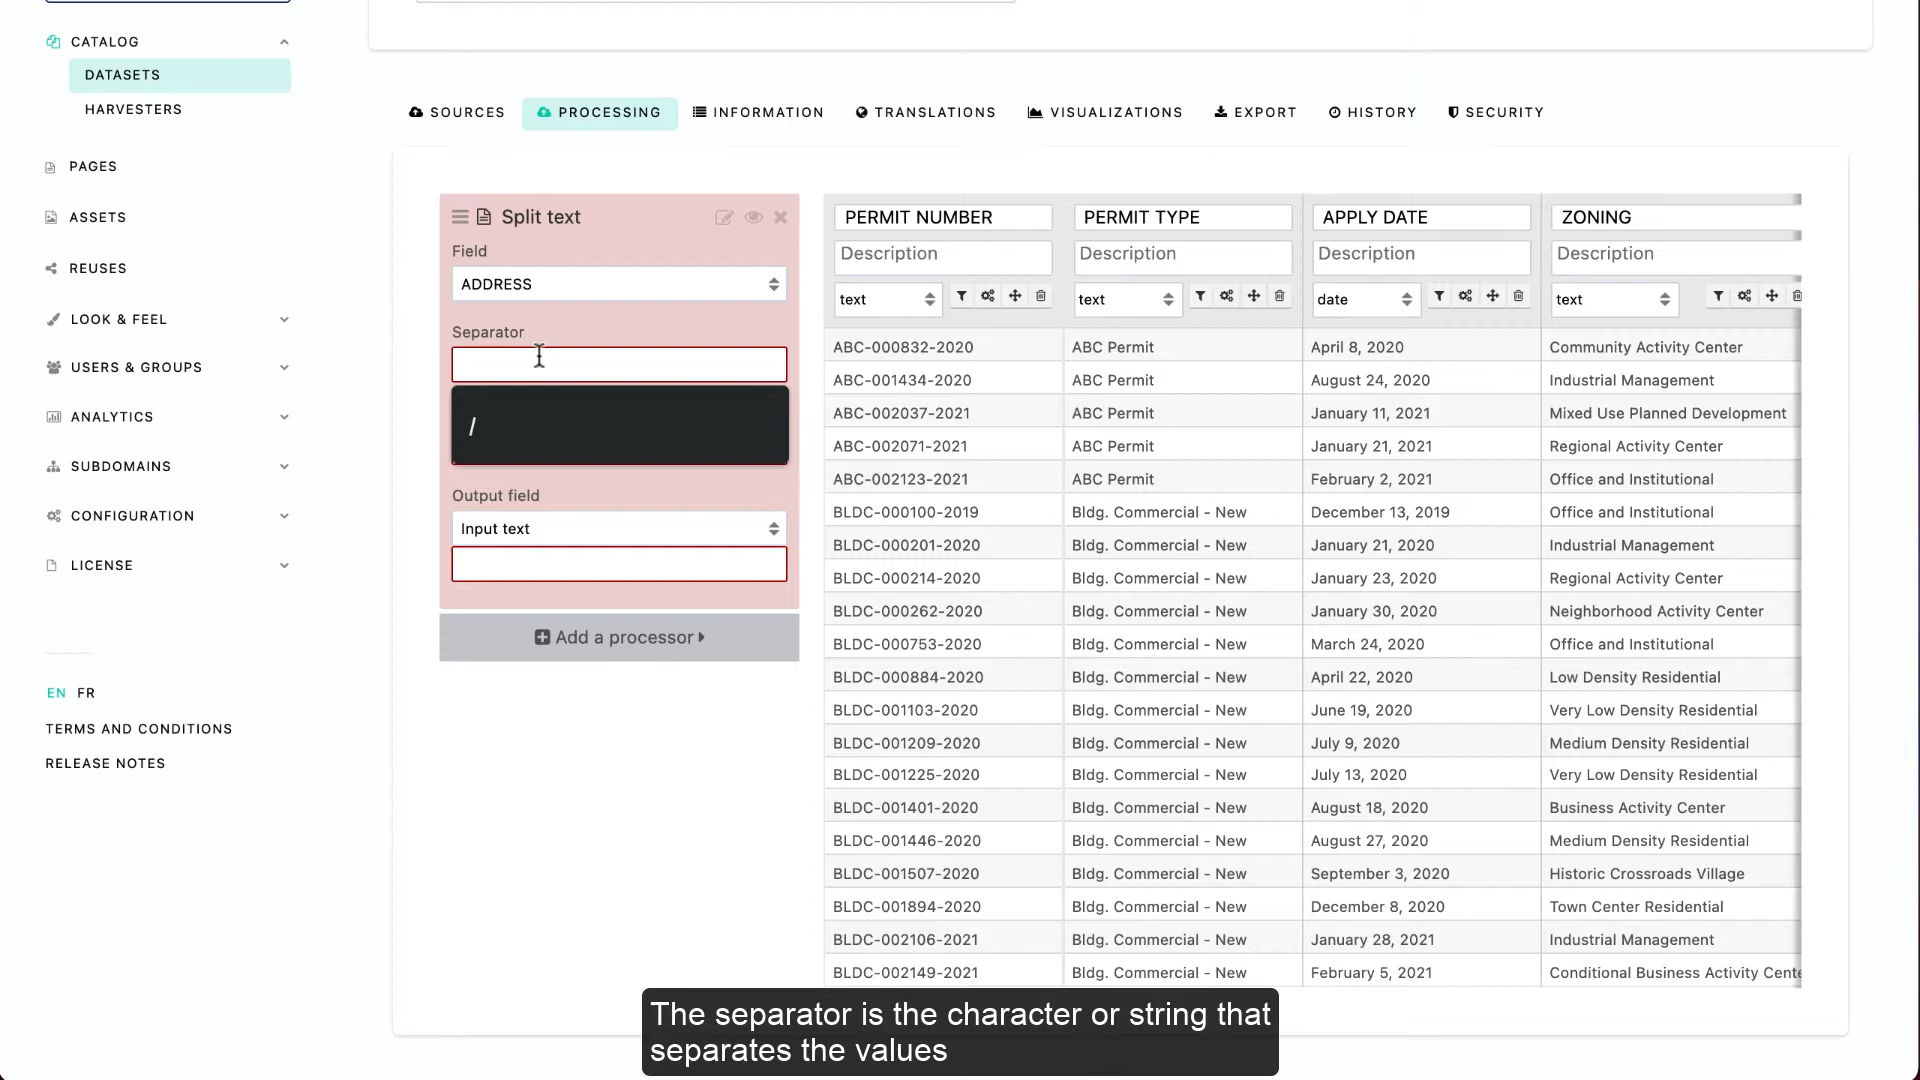 CATALOG
DATASETS
HARVESTERS
PAGES
ASSETS
REUSES
LOOK & FEEL
USERS & GROUPS
ANALYTICS
SUBDOMAINS
CONFIGURATION
LICENSE
EN FR
TERMS AND CONDITIONS
RELEASE NOTES
SOURCES PROCESSING INFORMATION TRANSLATIONS VISUALIZATIONS EXPORT HISTORY SECURITY
Split text
Field
ADDRESS
Separator
/
Output field
Input text
Add a processor
PERMIT NUMBER PERMIT TYPE APPLY DATE ZONING
Description Description Description Description
text text date text
ABC-000832-2020 ABC Permit April 8, 2020 Community Activity Center
ABC-001434-2020 ABC Permit August 24, 2020 Industrial Management
ABC-002037-2021 ABC Permit January 11, 2021 Mixed Use Planned Development
ABC-002071-2021 ABC Permit January 21, 2021 Regional Activity Center
ABC-002123-2021 ABC Permit February 2, 2021 Office and Institutional
BLDC-000100-2019 Bldg. Commercial - New December 13, 2019 Office and Institutional
BLDC-000201-2020 Bldg. Commercial - New January 21, 2020 Industrial Management
BLDC-000214-2020 Bldg. Commercial - New January 23, 2020 Regional Activity Center
BLDC-000262-2020 Bldg. Commercial - New January 30, 2020 Neighborhood Activity Center
BLDC-000753-2020 Bldg. Commercial - New March 24, 2020 Office and Institutional
BLDC-000884-2020 Bldg. Commercial - New April 22, 2020 Low Density Residential
BLDC-001103-2020 Bldg. Commercial - New June 19, 2020 Very Low Density Residential
BLDC-001209-2020 Bldg. Commercial - New July 9, 2020 Medium Density Residential
BLDC-001225-2020 Bldg. Commercial - New July 13, 2020 Very Low Density Residential
BLDC-001401-2020 Bldg. Commercial - New August 18, 2020 Business Activity Center
BLDC-001446-2020 Bldg. Commercial - New August 27, 2020 Medium Density Residential
BLDC-001507-2020 Bldg. Commercial - New September 3, 2020 Historic Crossroads Village
BLDC-001894-2020 Bldg. Commercial - New December 8, 2020 Town Center Residential
BLDC-002106-2021 Bldg. Commercial - New January 28, 2021 Industrial Management
BLDC-002149-2021 Bldg. Commercial - New February 5, 2021 Conditional Business Activity Cente
The separator is the character or string that
separates the values